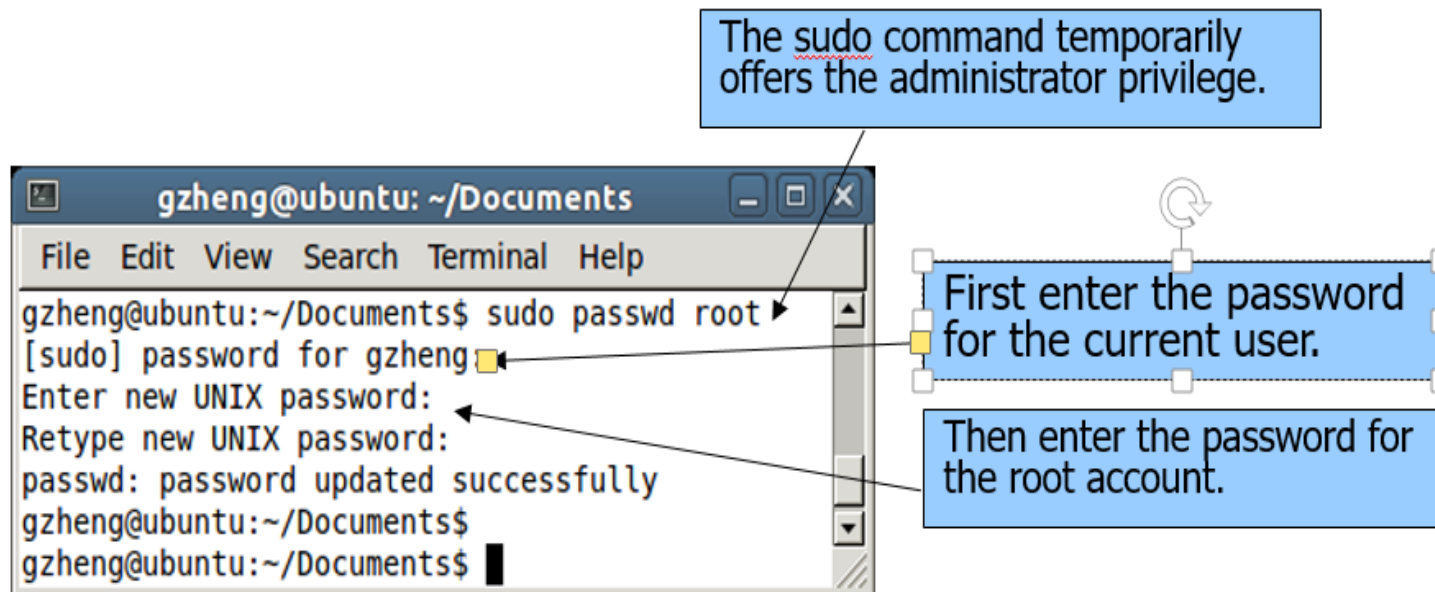 The sudo command temporarily
offers the administrator privilege.
gzheng@ubuntu: ~/Documents
File Edit View Search Terminal Help
gzheng@ubuntu:~/Documents$ sudo passwd root
[sudo] password for gzheng:
Enter new UNIX password:
Retype new UNIX password:
passwd: password updated successfully
gzheng@ubuntu:~/Documents$
gzheng@ubuntu:~/Documents$
First enter the password
for the current user.
Then enter the password for
the root account.